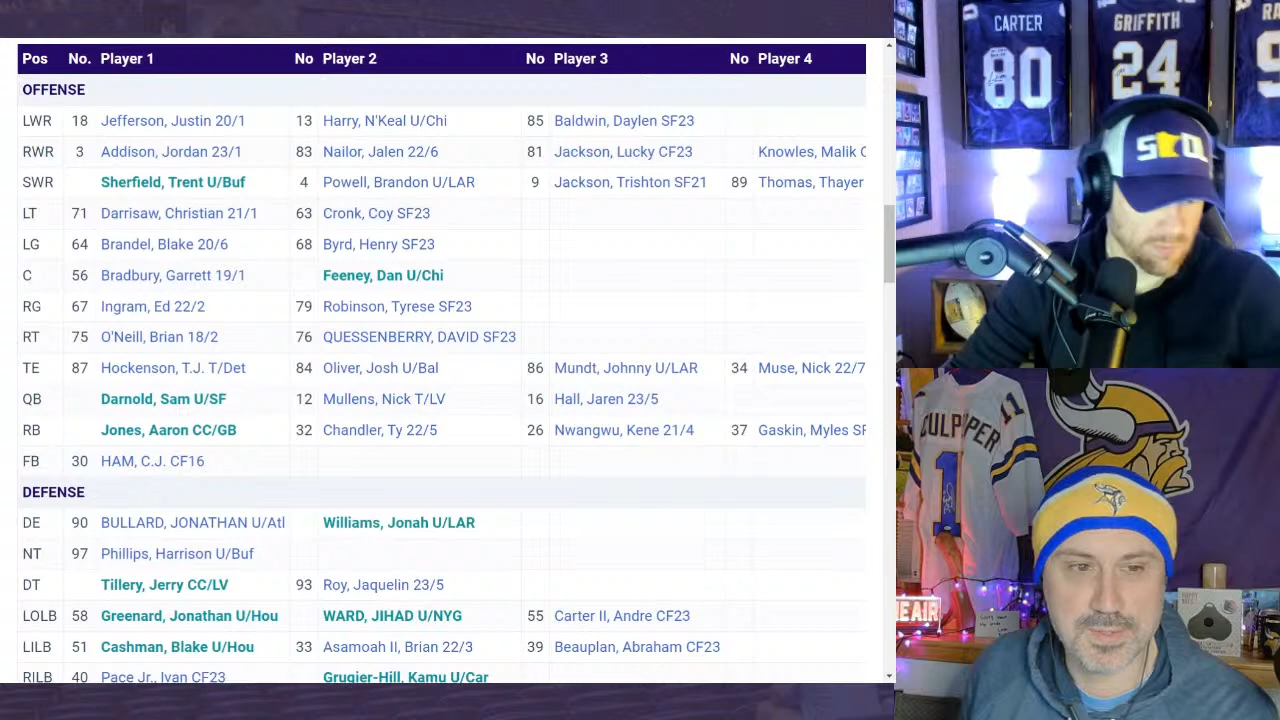 Pos No. Player 1 No Player 2 No Player 3 No Player 4
OFFENSE
LWR 18 Jefferson, Justin 20/1 13 Harry, N'Keal U/Chi 85 Baldwin, Daylen SF23
RWR 3 Addison, Jordan 23/1 83 Nailor, Jalen 22/6 81 Jackson, Lucky CF23 Knowles, Malik C
SWR Sherfield, Trent U/Buf 4 Powell, Brandon U/LAR 9 Jackson, Trishton SF21 89 Thomas, Thayer
LT 71 Darrisaw, Christian 21/1 63 Cronk, Coy SF23
LG 64 Brandel, Blake 20/6 68 Byrd, Henry SF23
C 56 Bradbury, Garrett 19/1 Feeney, Dan U/Chi
RG 67 Ingram, Ed 22/2 79 Robinson, Tyrese SF23
RT 75 O'Neill, Brian 18/2 76 QUESSENBERRY, DAVID SF23
TE 87 Hockenson, T.J. T/Det 84 Oliver, Josh U/Bal 86 Mundt, Johnny U/LAR 34 Muse, Nick 22/7
QB Darnold, Sam U/SF 12 Mullens, Nick T/LV 16 Hall, Jaren 23/5
RB Jones, Aaron CC/GB 32 Chandler, Ty 22/5 26 Nwangwu, Kene 21/4 37 Gaskin, Myles SF
FB 30 HAM, C.J. CF16
DEFENSE
DE 90 BULLARD, JONATHAN U/Atl Williams, Jonah U/LAR
NT 97 Phillips, Harrison U/Buf
DT Tillery, Jerry CC/LV 93 Roy, Jaquelin 23/5
LOLB 58 Greenard, Jonathan U/Hou WARD, JIHAD U/NYG 55 Carter II, Andre CF23
LILB 51 Cashman, Blake U/Hou 33 Asamoah II, Brian 22/3 39 Beauplan, Abraham CF23
RILB 40 Pace Jr., Ivan CF23 Grugier-Hill, Kamu U/Car
CARTER
80
GRIFFITH
24
RA
9
SKOL
CULPEPPER
11
1